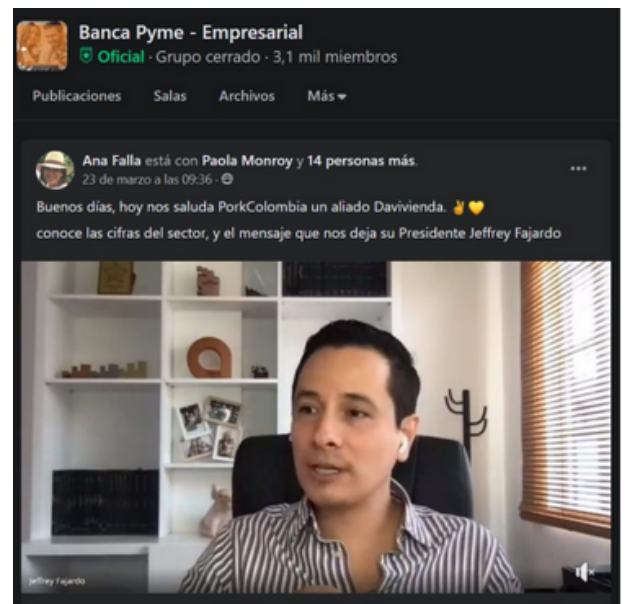 Banca Pyme - Empresarial
Oficial · Grupo cerrado · 3,1 mil miembros
Publicaciones Salas Archivos Más
Ana Falla está con Paola Monroy y 14 personas más.
23 de marzo a las 09:36 ·
Buenos días, hoy nos saluda PorkColombia un aliado Davivienda. ✌️💛
conoce las cifras del sector, y el mensaje que nos deja su Presidente Jeffrey Fajardo
Jeffrey Fajardo